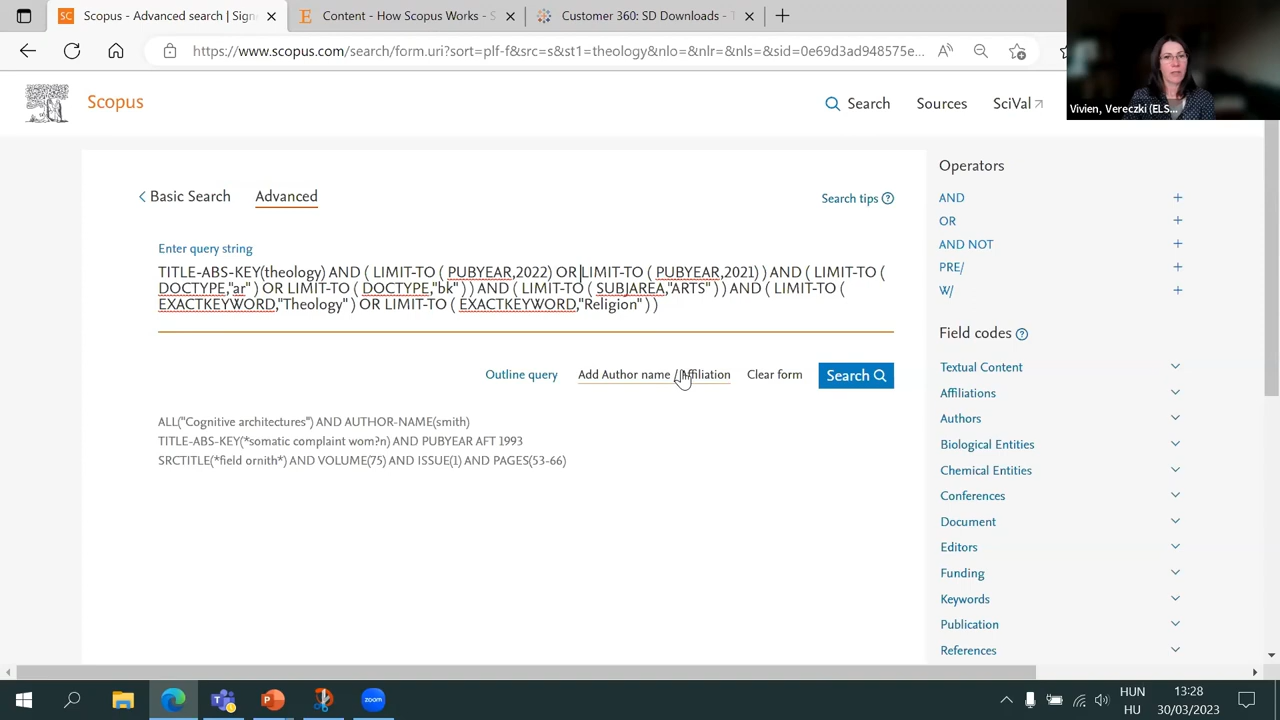 Scopus - Advanced search | Sign
Content - How Scopus Works - S
Customer 360: SD Downloads - T
https://www.scopus.com/search/form.uri?sort=plf-f&src=s&st1=theology&nlo=&nlr=&nls=&sid=0e69d3ad948575e...
Vivien, Vereczki (ELS...
Scopus
Search
Sources
SciVal
Basic Search
Advanced
Search tips
Enter query string
TITLE-ABS-KEY(theology) AND ( LIMIT-TO ( PUBYEAR,2022) OR LIMIT-TO ( PUBYEAR,2021) ) AND ( LIMIT-TO (
DOCTYPE,"ar" ) OR LIMIT-TO ( DOCTYPE,"bk" ) ) AND ( LIMIT-TO ( SUBJAREA,"ARTS" ) ) AND ( LIMIT-TO (
EXACTKEYWORD,"Theology" ) OR LIMIT-TO ( EXACTKEYWORD,"Religion" ) )
Outline query
Add Author name / Affiliation
Clear form
Search
ALL("Cognitive architectures") AND AUTHOR-NAME(smith)
TITLE-ABS-KEY(*somatic complaint wom?n) AND PUBYEAR AFT 1993
SRCTITLE(*field ornith*) AND VOLUME(75) AND ISSUE(1) AND PAGES(53-66)
Operators
AND
OR
AND NOT
PRE/
W/
Field codes
Textual Content
Affiliations
Authors
Biological Entities
Chemical Entities
Conferences
Document
Editors
Funding
Keywords
Publication
References
HUN
HU
13:28
30/03/2023